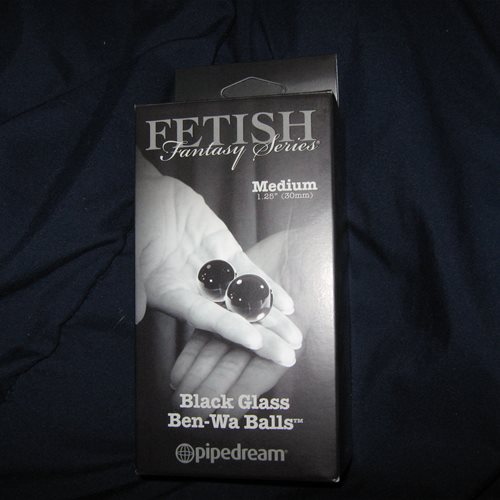 FETISH
Fantasy Series®
Medium
1.25" (30mm)
Black Glass
Ben-Wa Balls™
pipedream®